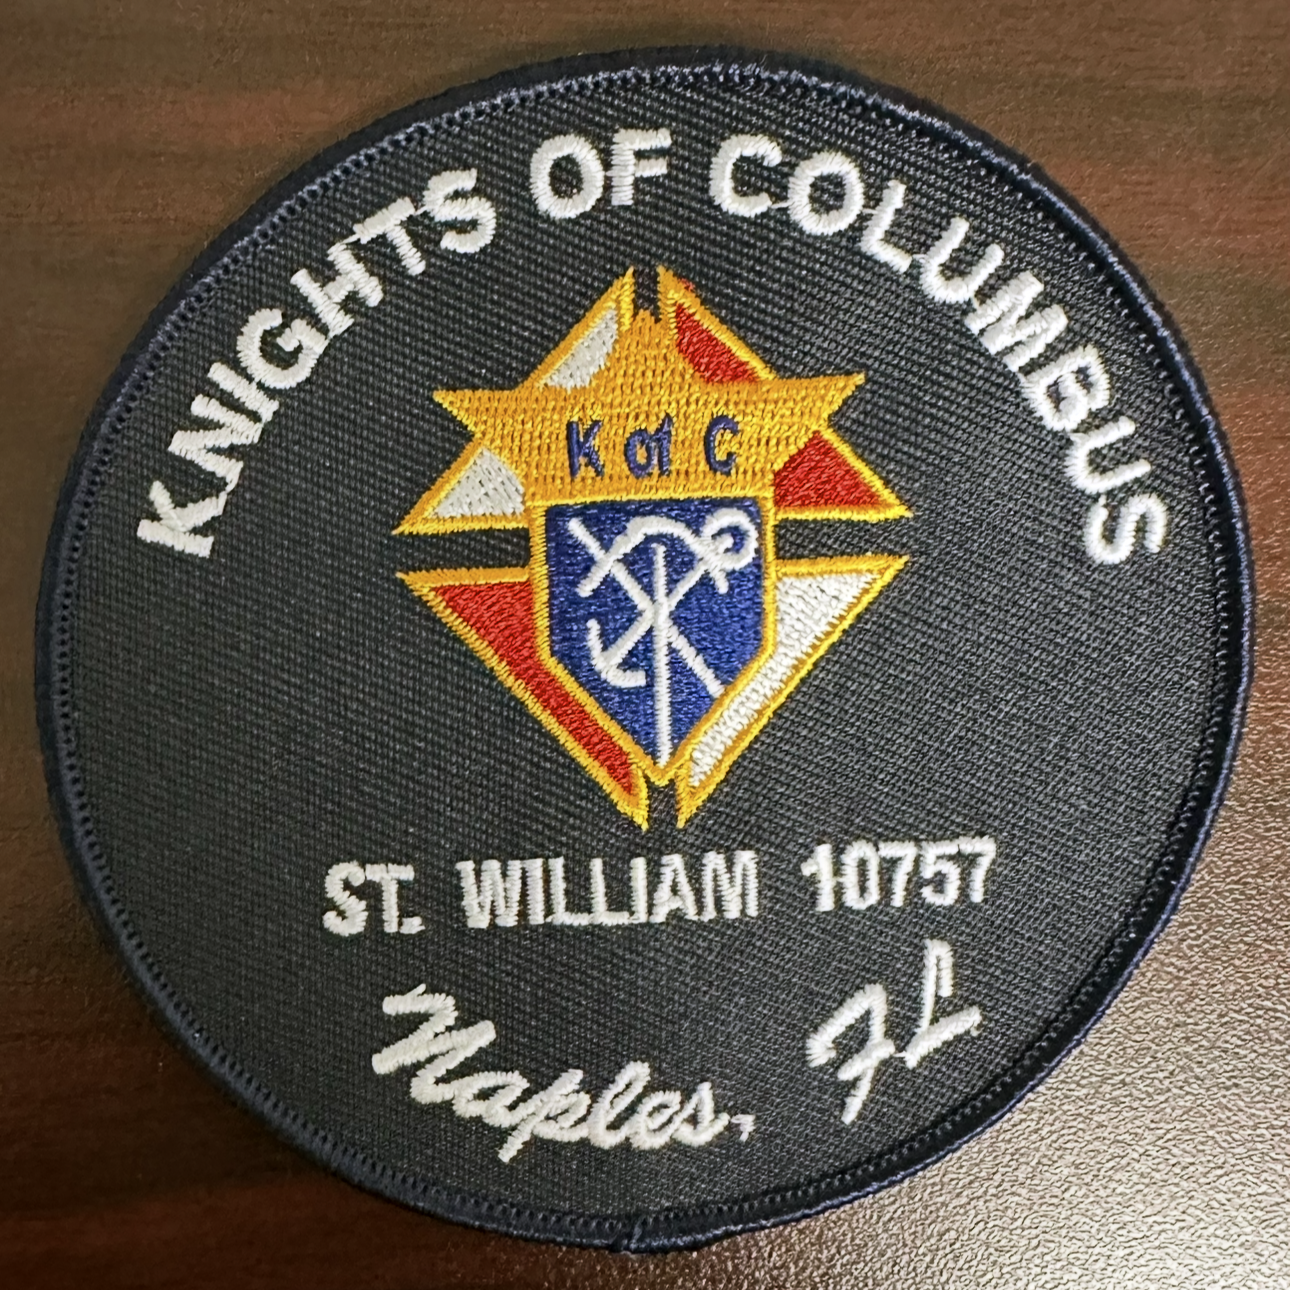 KNIGHTS OF COLUMBUS
K of C
ST. WILLIAM 10757
Naples, FL